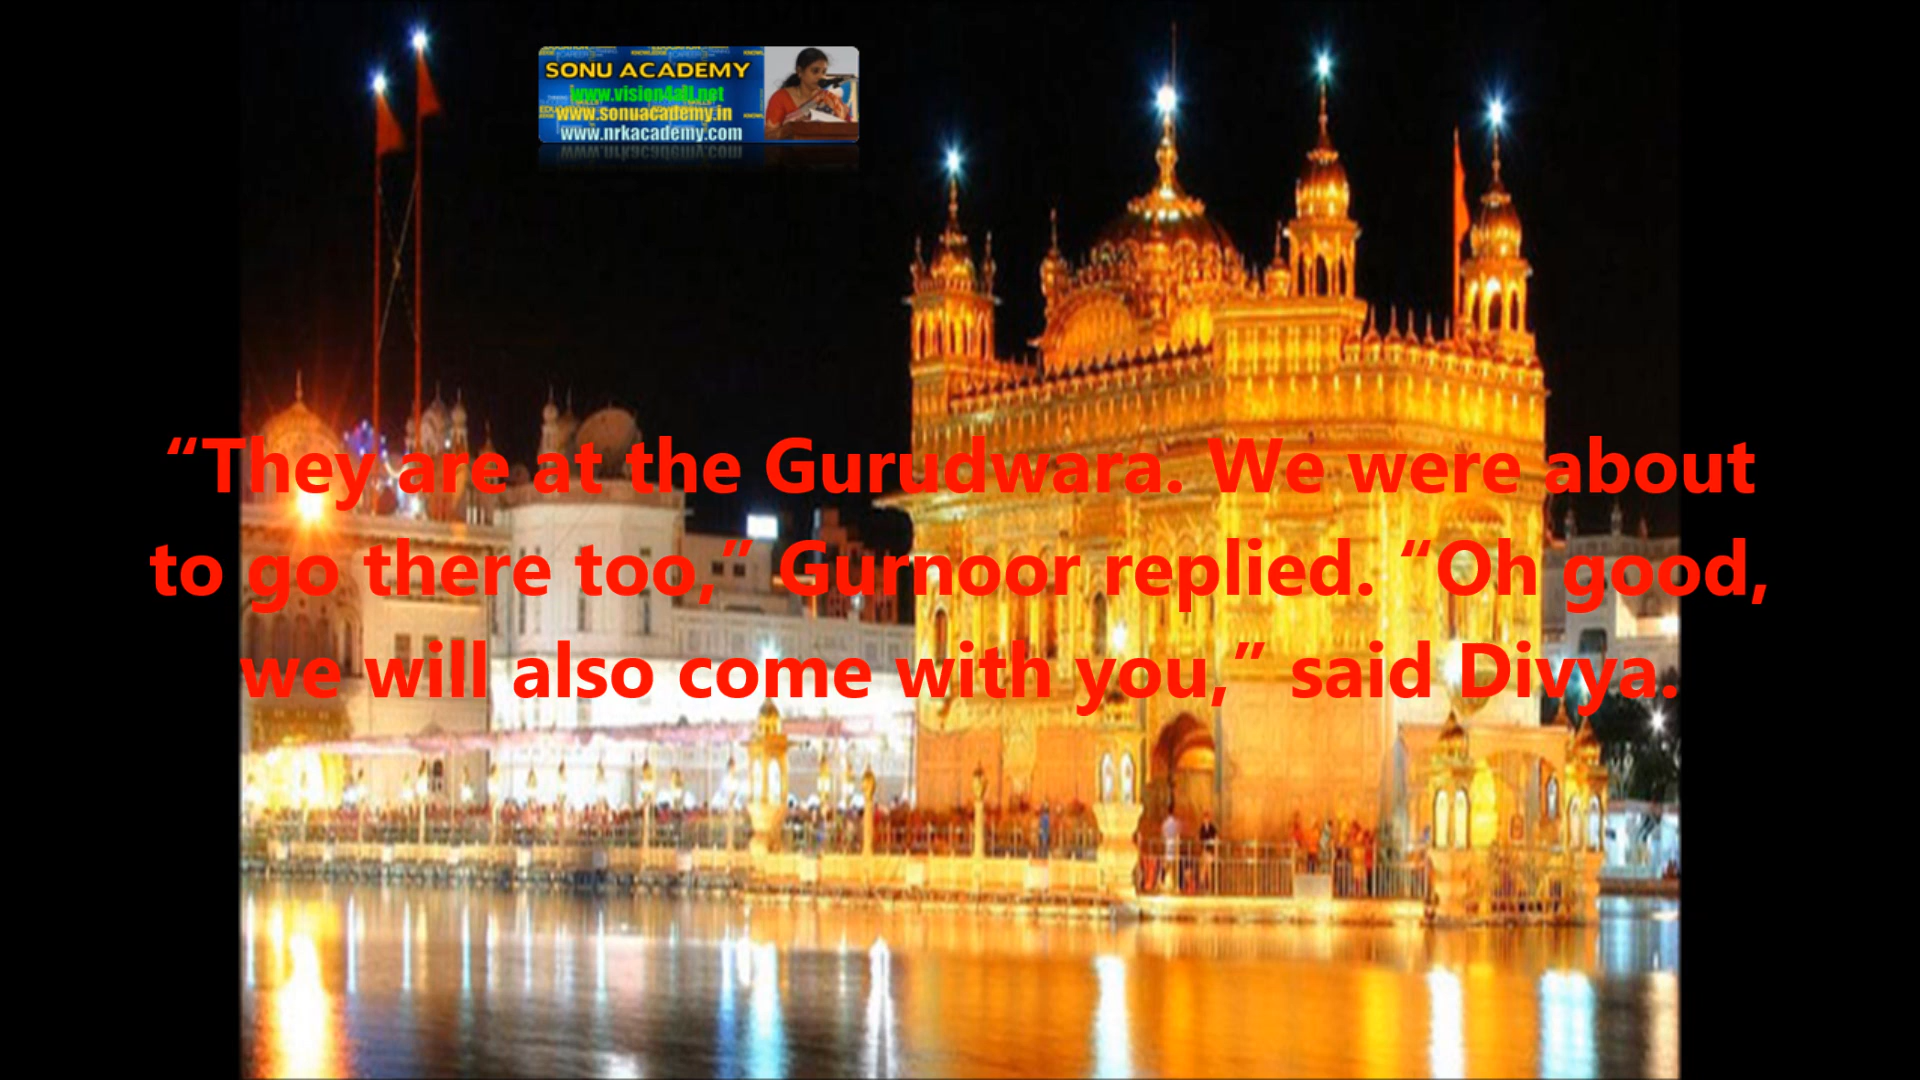 SONU ACADEMY
www.vision4all.net
www.sonuacademy.in
www.nrkacademy.com
“They are at the Gurudwara. We were about
to go there too,” Gurnoor replied. “Oh good,
we will also come with you,” said Divya.